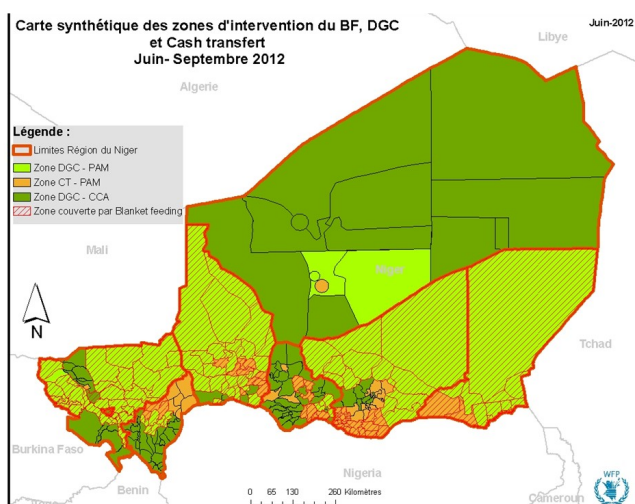 Carte synthétique des zones d'intervention du BF, DGC
et Cash transfert
Juin- Septembre 2012
Juin-2012
Libye
Algerie
Légende :
Limites Région du Niger
Zone DGC - PAM
Zone CT - PAM
Zone DGC - CCA
Zone couverte par Blanket feeding
Mali
Niger
N
Tchad
Burkina Faso
Nigeria
Benin
0 65 130 260 Kilomètres
Cameroun
WFP